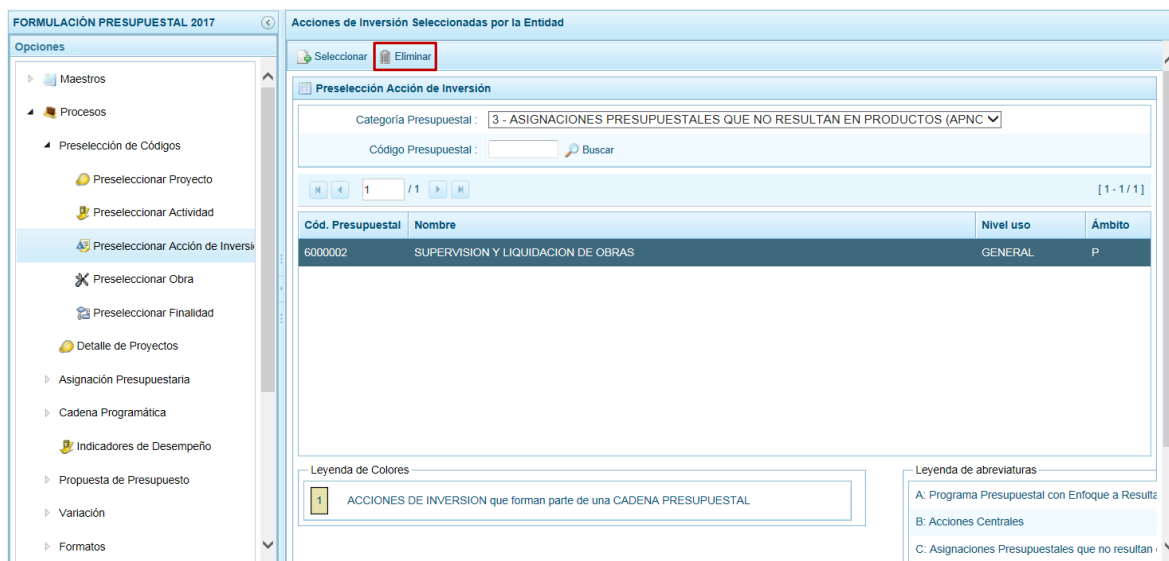 FORMULACIÓN PRESUPUESTAL 2017
Opciones
Maestros
Procesos
Preselección de Códigos
Preseleccionar Proyecto
Preseleccionar Actividad
Preseleccionar Acción de Inversi
Preseleccionar Obra
Preseleccionar Finalidad
Detalle de Proyectos
Asignación Presupuestaria
Cadena Programática
Indicadores de Desempeño
Propuesta de Presupuesto
Variación
Formatos
Acciones de Inversión Seleccionadas por la Entidad
Seleccionar Eliminar
Preselección Acción de Inversión
Categoría Presupuestal : 3 - ASIGNACIONES PRESUPUESTALES QUE NO RESULTAN EN PRODUCTOS (APNC
Código Presupuestal : Buscar
1 / 1 [ 1 - 1 / 1 ]
Cód. Presupuestal Nombre Nivel uso Ámbito
6000002 SUPERVISION Y LIQUIDACION DE OBRAS GENERAL P
Leyenda de Colores
1 ACCIONES DE INVERSION que forman parte de una CADENA PRESUPUESTAL
Leyenda de abreviaturas
A: Programa Presupuestal con Enfoque a Resulta
B: Acciones Centrales
C: Asignaciones Presupuestales que no resultan